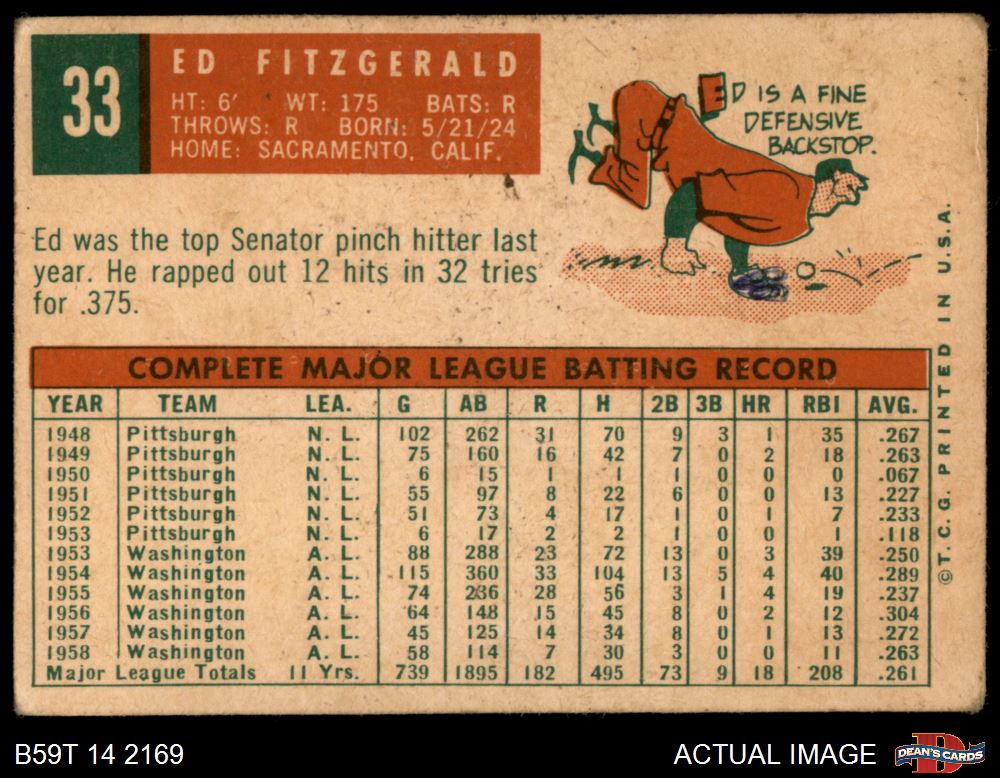 33
ED FITZGERALD
HT: 6' WT: 175 BATS: R
THROWS: R BORN: 5/21/24
HOME: SACRAMENTO, CALIF.
ED IS A FINE
DEFENSIVE
BACKSTOP.
Ed was the top Senator pinch hitter last
year. He rapped out 12 hits in 32 tries
for .375.
COMPLETE MAJOR LEAGUE BATTING RECORD
YEAR TEAM LEA. G AB R H 2B 3B HR RBI AVG.
1948 Pittsburgh N. L. 102 262 31 70 9 3 1 35 .267
1949 Pittsburgh N. L. 75 160 16 42 7 0 2 18 .263
1950 Pittsburgh N. L. 6 15 1 1 1 0 0 0 .067
1951 Pittsburgh N. L. 55 97 8 22 6 0 0 13 .227
1952 Pittsburgh N. L. 51 73 4 17 1 0 1 7 .233
1953 Pittsburgh N. L. 6 17 2 2 1 0 0 1 .118
1953 Washington A. L. 88 288 23 72 13 0 3 39 .250
1954 Washington A. L. 115 360 33 104 13 5 4 40 .289
1955 Washington A. L. 74 236 28 56 3 1 4 19 .237
1956 Washington A. L. 64 148 15 45 8 0 2 12 .304
1957 Washington A. L. 45 125 14 34 8 0 1 13 .272
1958 Washington A. L. 58 114 7 30 3 0 0 11 .263
Major League Totals 11 Yrs. 739 1895 182 495 73 9 18 208 .261
©T. C. G. PRINTED IN U.S.A.
B59T 14 2169
ACTUAL IMAGE
DEAN'S CARDS